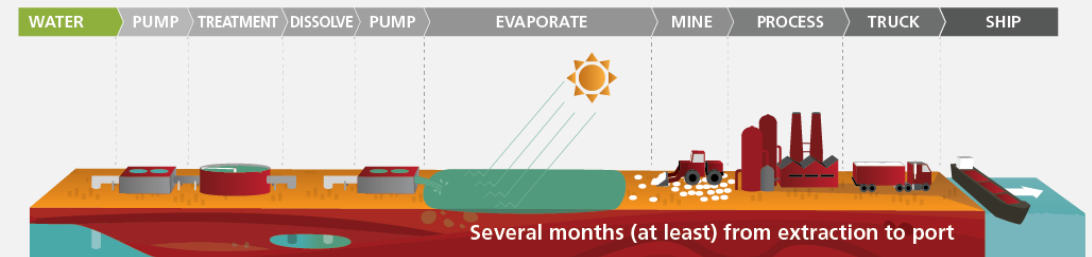 WATER PUMP TREATMENT DISSOLVE PUMP EVAPORATE MINE PROCESS TRUCK SHIP
Several months (at least) from extraction to port